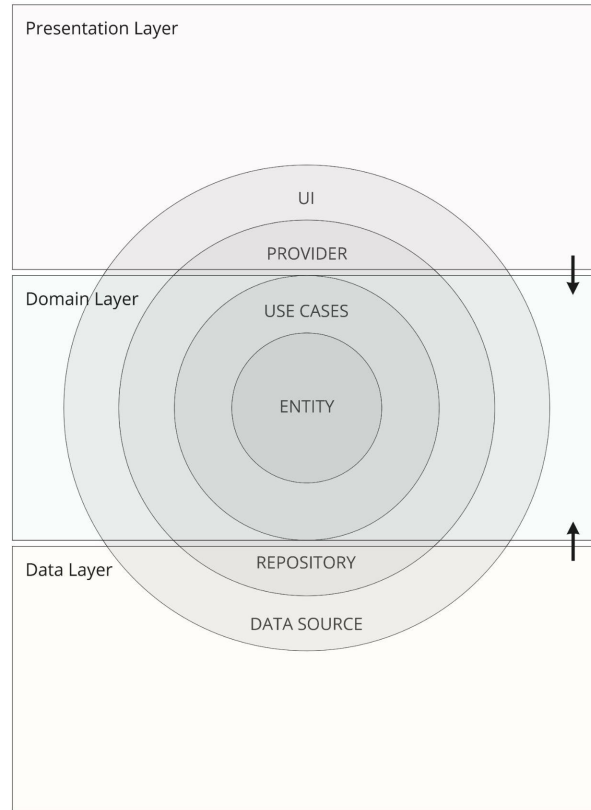 Presentation Layer
UI
PROVIDER
Domain Layer
USE CASES
ENTITY
REPOSITORY
Data Layer
DATA SOURCE